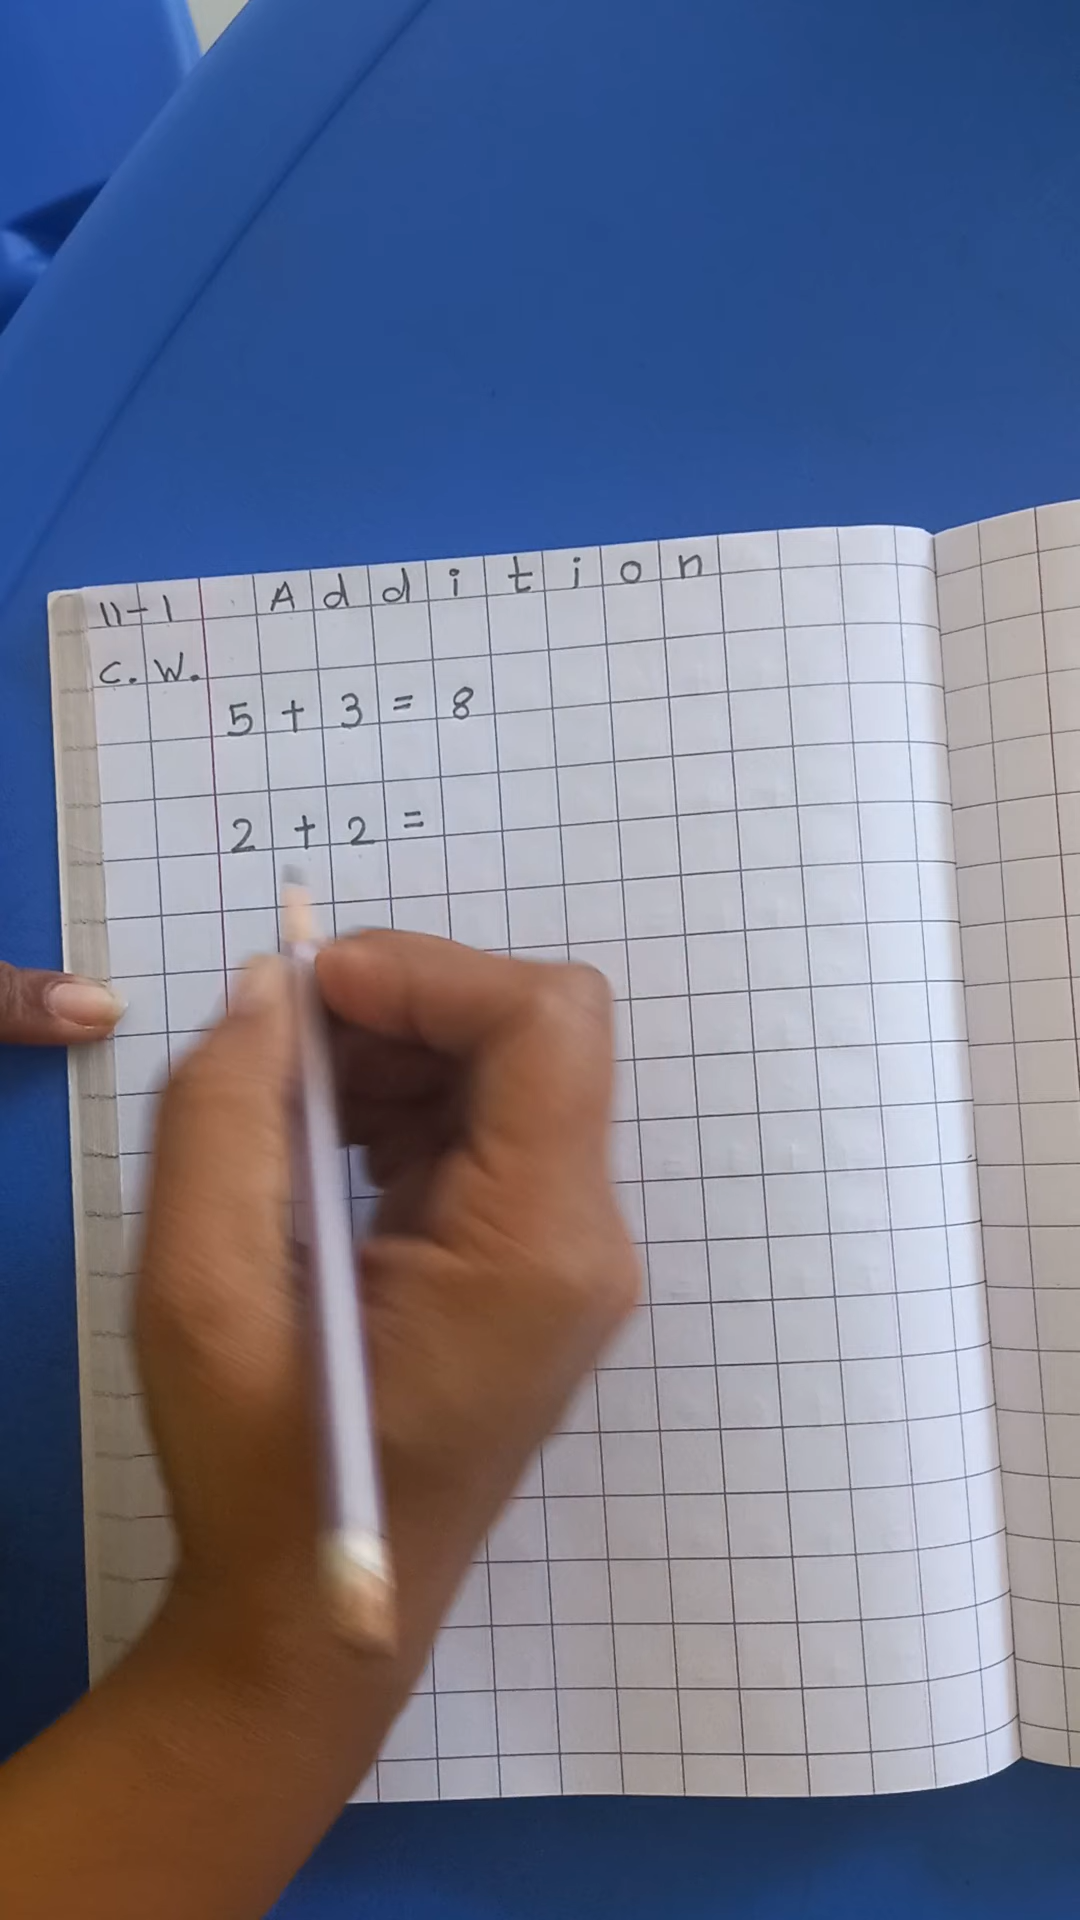 11-1 Addition
C.W.
5 + 3 = 8
2 + 2 =